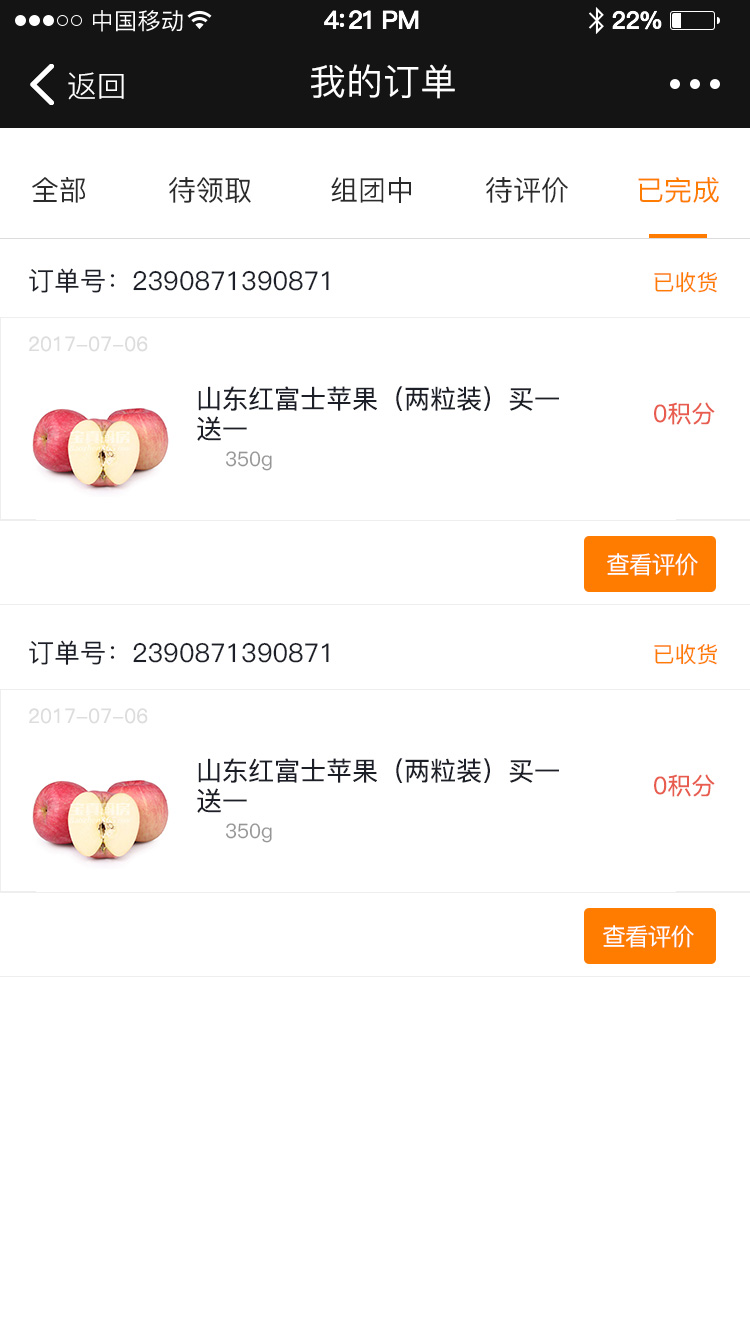 中国移动
4:21 PM
22%
返回
我的订单
全部
待领取
组团中
待评价
已完成
订单号：2390871390871
已收货
2017-07-06
山东红富士苹果（两粒装）买一
送一
350g
0积分
查看评价
订单号：2390871390871
已收货
2017-07-06
山东红富士苹果（两粒装）买一
送一
350g
0积分
查看评价